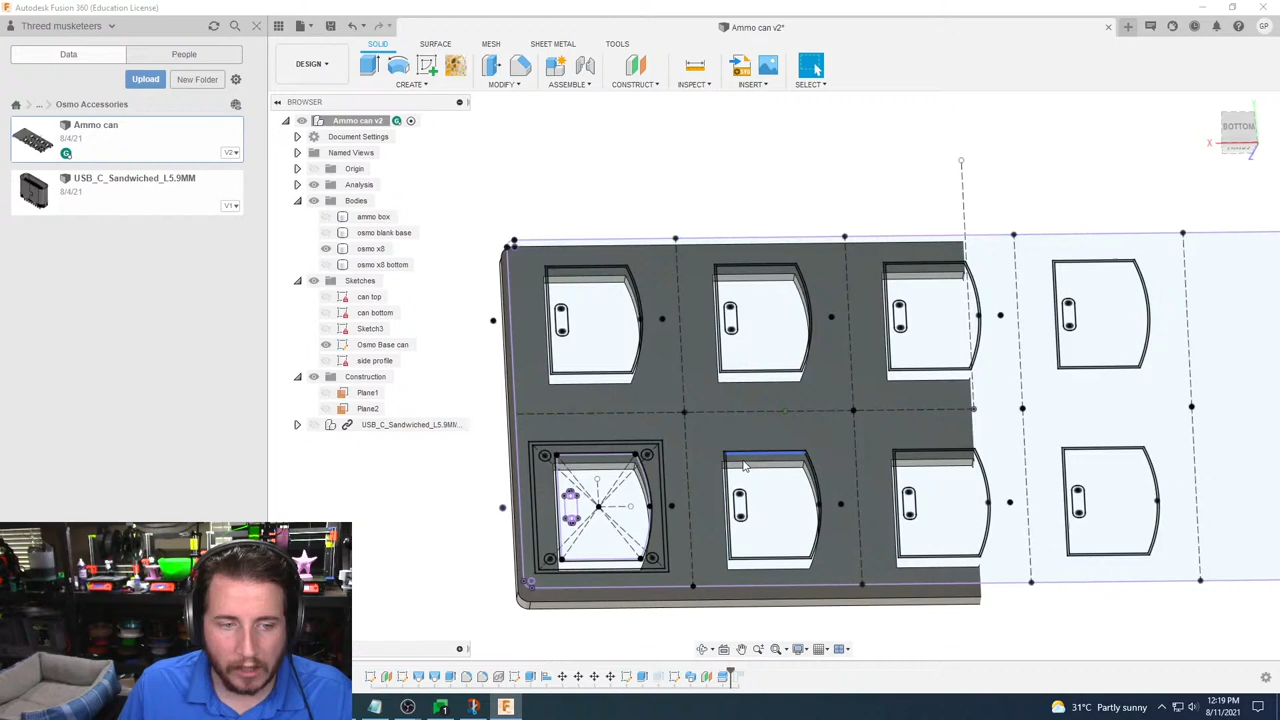 Autodesk Fusion 360 (Education License)
Threed musketeers
Ammo can v2*
GP
Data
People
Upload
New Folder
... Osmo Accessories
Ammo can
8/4/21
G
V2
USB_C_Sandwiched_L5.9MM
8/4/21
V1
DESIGN
SOLID
SURFACE
MESH
SHEET METAL
TOOLS
CREATE
MODIFY
ASSEMBLE
CONSTRUCT
INSPECT
INSERT
SELECT
BROWSER
Ammo can v2
G
Document Settings
Named Views
Origin
Analysis
Bodies
ammo box
osmo blank base
osmo x8
osmo x8 bottom
Sketches
can top
can bottom
Sketch3
Osmo Base can
side profile
Construction
Plane1
Plane2
USB_C_Sandwiched_L5.9MM...
BOTTOM
X
Z
31°C Partly sunny
12:19 PM
8/11/2021